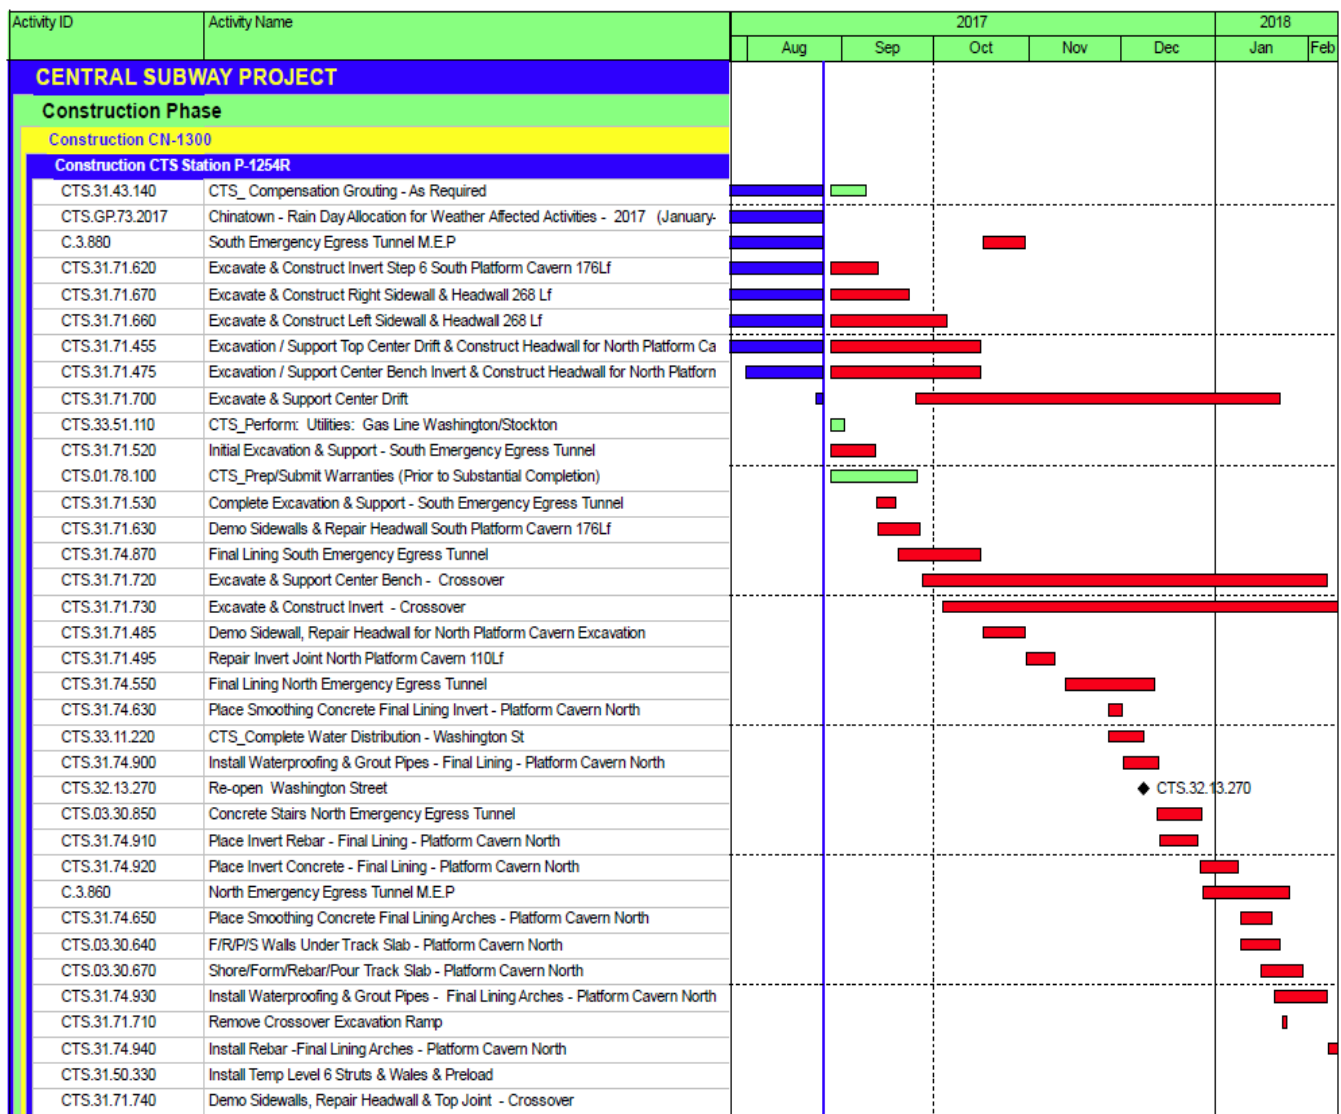 Activity ID Activity Name 2017 2018
Aug Sep Oct Nov Dec Jan Feb
CENTRAL SUBWAY PROJECT
Construction Phase
Construction CN-1300
Construction CTS Station P-1254R
CTS.31.43.140 CTS_ Compensation Grouting - As Required
CTS.GP.73.2017 Chinatown - Rain Day Allocation for Weather Affected Activities - 2017 (January-
C.3.880 South Emergency Egress Tunnel M.E.P
CTS.31.71.620 Excavate & Construct Invert Step 6 South Platform Cavern 176Lf
CTS.31.71.670 Excavate & Construct Right Sidewall & Headwall 268 Lf
CTS.31.71.660 Excavate & Construct Left Sidewall & Headwall 268 Lf
CTS.31.71.455 Excavation / Support Top Center Drift & Construct Headwall for North Platform Ca
CTS.31.71.475 Excavation / Support Center Bench Invert & Construct Headwall for North Platforn
CTS.31.71.700 Excavate & Support Center Drift
CTS.33.51.110 CTS_Perform: Utilities: Gas Line Washington/Stockton
CTS.31.71.520 Initial Excavation & Support - South Emergency Egress Tunnel
CTS.01.78.100 CTS_Prep/Submit Warranties (Prior to Substantial Completion)
CTS.31.71.530 Complete Excavation & Support - South Emergency Egress Tunnel
CTS.31.71.630 Demo Sidewalls & Repair Headwall South Platform Cavern 176Lf
CTS.31.74.870 Final Lining South Emergency Egress Tunnel
CTS.31.71.720 Excavate & Support Center Bench - Crossover
CTS.31.71.730 Excavate & Construct Invert - Crossover
CTS.31.71.485 Demo Sidewall, Repair Headwall for North Platform Cavern Excavation
CTS.31.71.495 Repair Invert Joint North Platform Cavern 110Lf
CTS.31.74.550 Final Lining North Emergency Egress Tunnel
CTS.31.74.630 Place Smoothing Concrete Final Lining Invert - Platform Cavern North
CTS.33.11.220 CTS_Complete Water Distribution - Washington St
CTS.31.74.900 Install Waterproofing & Grout Pipes - Final Lining - Platform Cavern North
CTS.32.13.270 Re-open Washington Street CTS.32.13.270
CTS.03.30.850 Concrete Stairs North Emergency Egress Tunnel
CTS.31.74.910 Place Invert Rebar - Final Lining - Platform Cavern North
CTS.31.74.920 Place Invert Concrete - Final Lining - Platform Cavern North
C.3.860 North Emergency Egress Tunnel M.E.P
CTS.31.74.650 Place Smoothing Concrete Final Lining Arches - Platform Cavern North
CTS.03.30.640 F/R/P/S Walls Under Track Slab - Platform Cavern North
CTS.03.30.670 Shore/Form/Rebar/Pour Track Slab - Platform Cavern North
CTS.31.74.930 Install Waterproofing & Grout Pipes - Final Lining Arches - Platform Cavern North
CTS.31.71.710 Remove Crossover Excavation Ramp
CTS.31.74.940 Install Rebar -Final Lining Arches - Platform Cavern North
CTS.31.50.330 Install Temp Level 6 Struts & Wales & Preload
CTS.31.71.740 Demo Sidewalls, Repair Headwall & Top Joint - Crossover